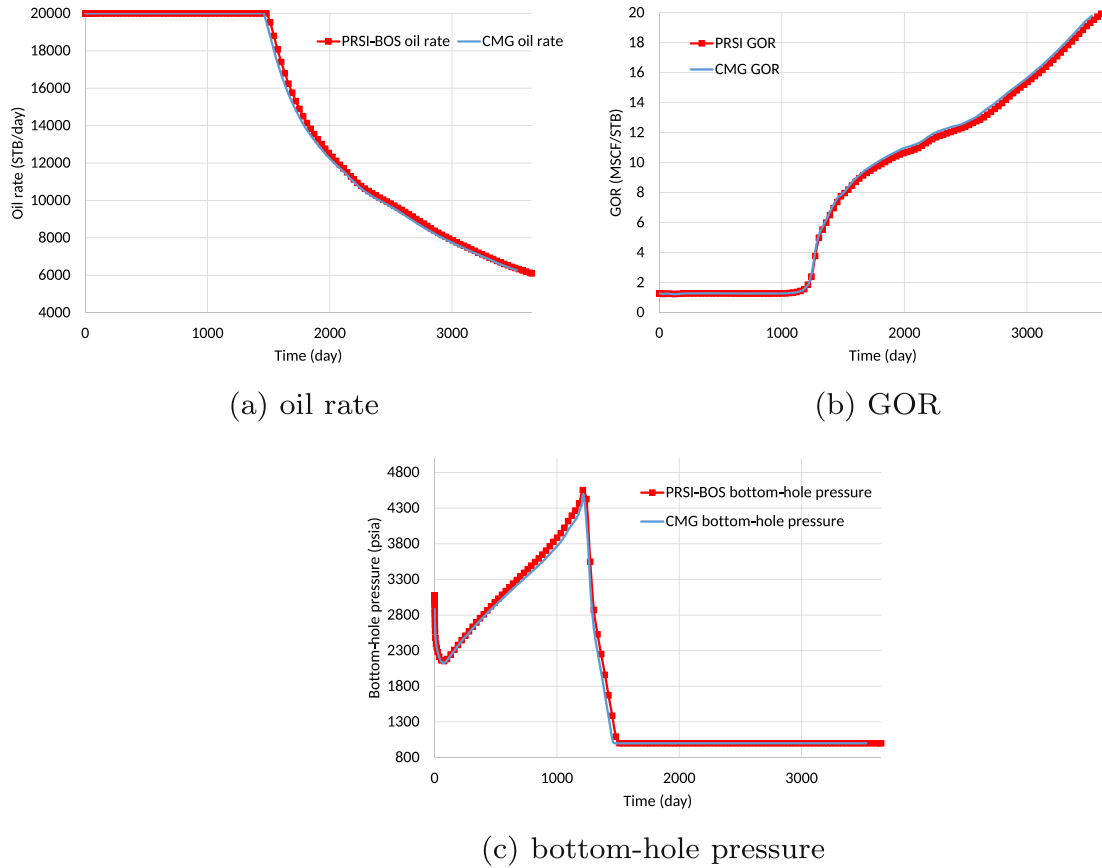 20000
18000
16000
14000
12000
10000
8000
6000
4000
Oil rate (STB/day)
PRSI-BOS oil rate
CMG oil rate
0
1000
2000
3000
Time (day)
(a) oil rate
20
18
16
14
12
10
8
6
4
2
0
GOR (MSCF/STB)
PRSI GOR
CMG GOR
0
1000
2000
3000
Time (day)
(b) GOR
4800
4300
3800
3300
2800
2300
1800
1300
800
Bottom-hole pressure (psia)
PRSI-BOS bottom-hole pressure
CMG bottom-hole pressure
0
1000
2000
3000
Time (day)
(c) bottom-hole pressure